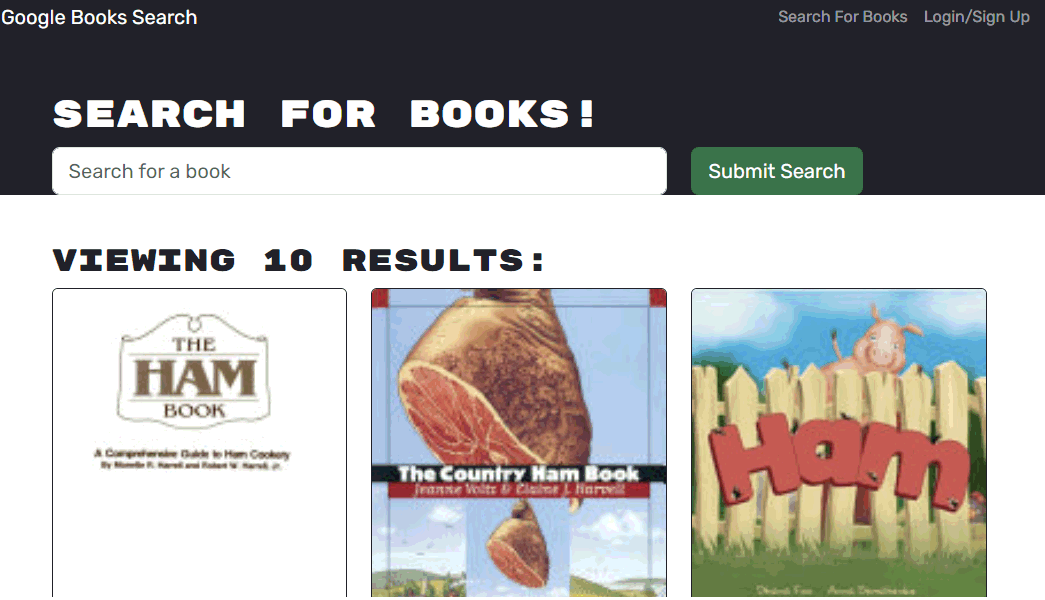 Google Books Search
Search For Books Login/Sign Up
SEARCH FOR BOOKS!
Search for a book
Submit Search
VIEWING 10 RESULTS:
THE
HAM
BOOK
A Comprehensive Guide to Ham Cookery
By Monette R. Harrell and Robert W. Harrell, Jr.
The Country Ham Book
Jeanne Voltz & Elaine J. Harvell
Ham